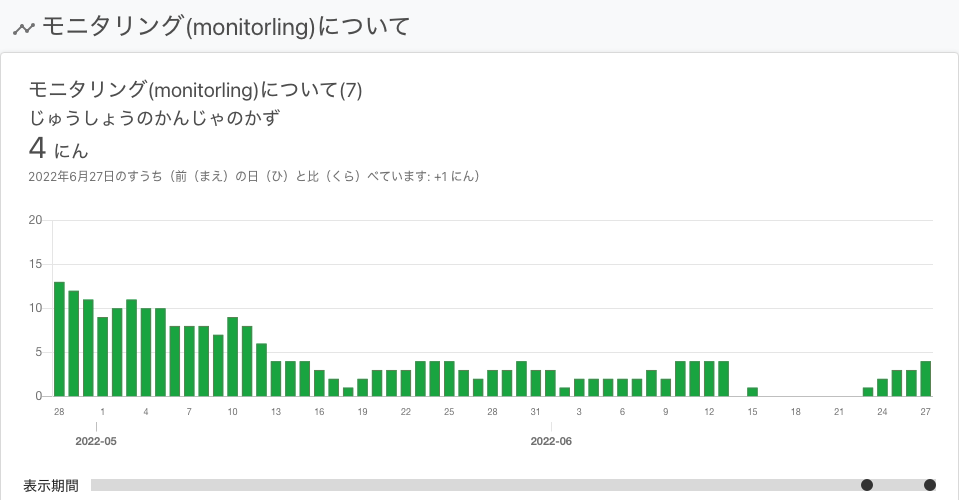 モニタリング(monitorling)について
モニタリング(monitorling)について(7)
じゅうしょうのかんじゃのかず
4 にん
2022年6月27日のすうち（前（まえ）の日（ひ）と比（くら）べています: +1 にん）
20
15
10
5
0
28 1 4 7 10 13 16 19 22 25 28 31 3 6 9 12 15 18 21 24 27
2022-05 2022-06
表示期間